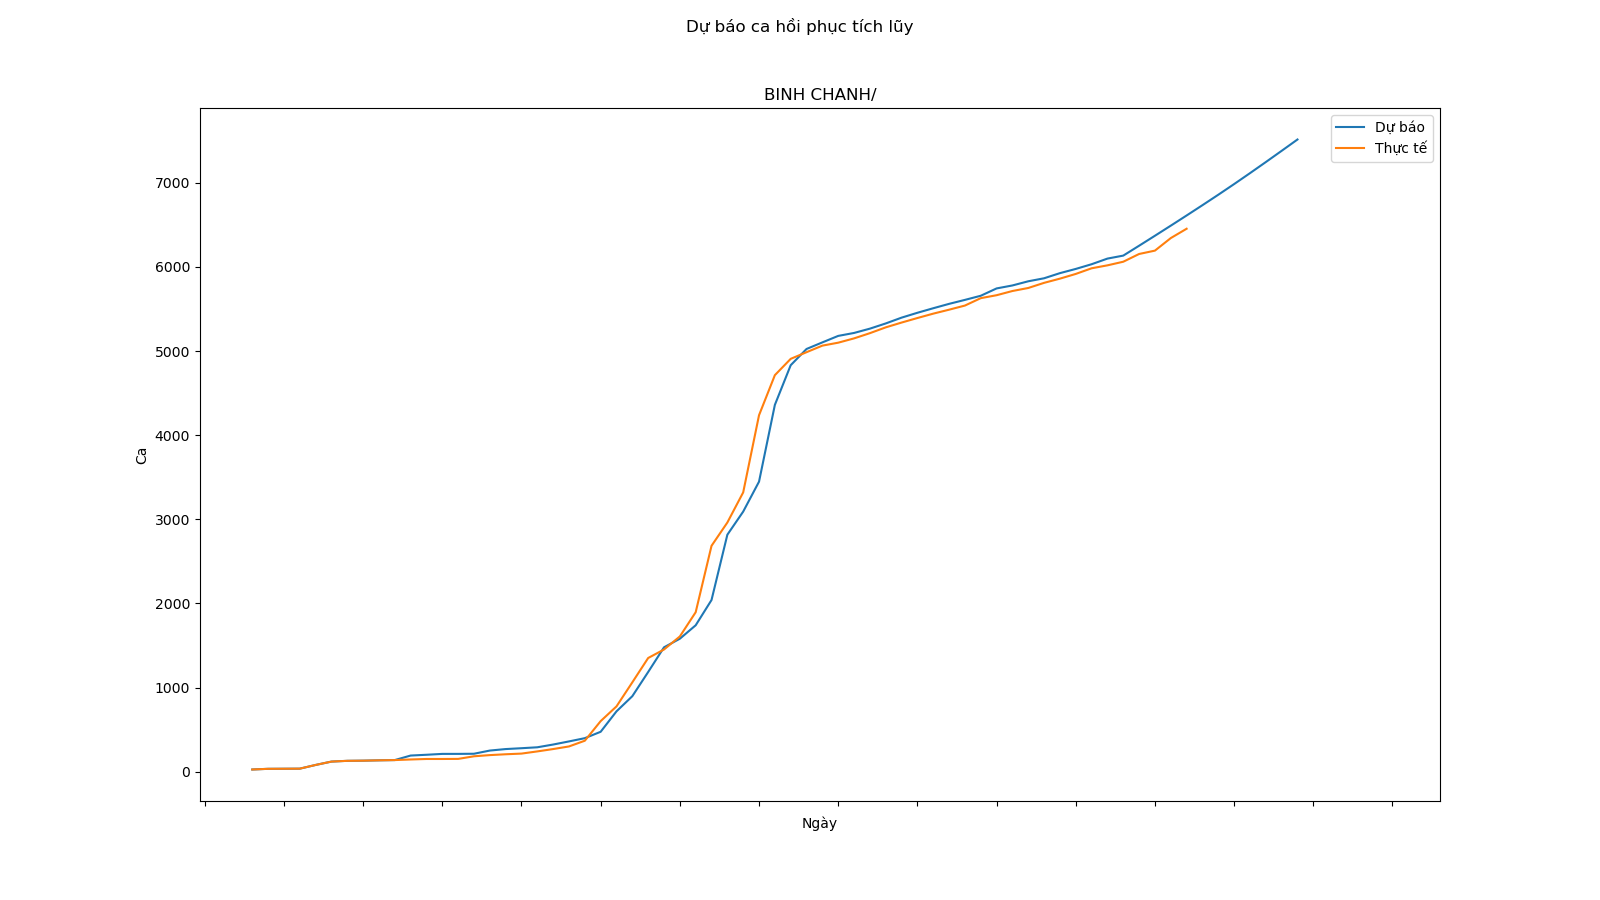 Dự báo ca hồi phục tích lũy
BINH CHANH/
Dự báo
Thực tế
7000
6000
5000
4000
3000
2000
1000
0
Ca
Ngày